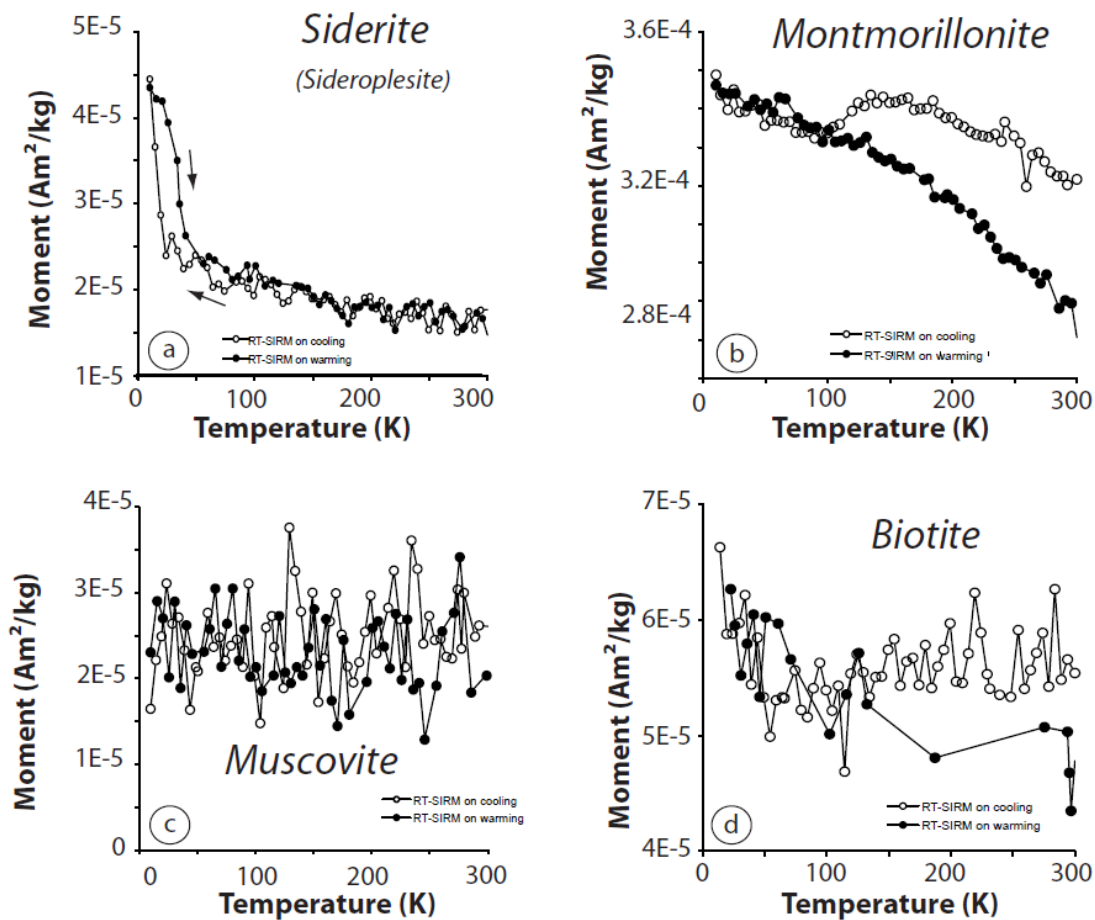 Siderite
(Sideroplesite)
5E-5
4E-5
3E-5
2E-5
1E-5
Moment (Am²/kg)
a
RT-SIRM on cooling
RT-SIRM on warming
0 100 200 300
Temperature (K)
Montmorillonite
3.6E-4
3.2E-4
2.8E-4
Moment (Am²/kg)
b
RT-SIRM on cooling
RT-SIRM on warming
0 100 200 300
Temperature (K)
4E-5
3E-5
2E-5
1E-5
0
Moment (Am²/kg)
Muscovite
c
RT-SIRM on cooling
RT-SIRM on warming
0 100 200 300
Temperature (K)
Biotite
7E-5
6E-5
5E-5
4E-5
Moment (Am²/kg)
d
RT-SIRM on cooling
RT-SIRM on warming
0 100 200 300
Temperature (K)